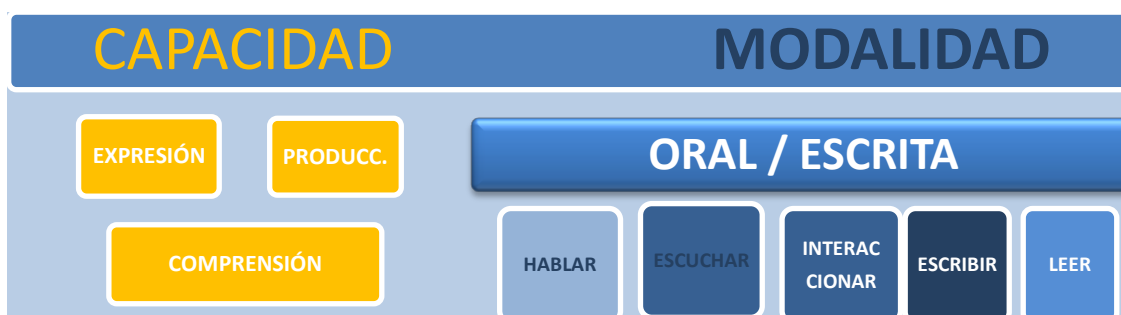 CAPACIDAD
MODALIDAD
EXPRESIÓN
PRODUCC.
ORAL / ESCRITA
COMPRENSIÓN
HABLAR
ESCUCHAR
INTERAC
CIONAR
ESCRIBIR
LEER